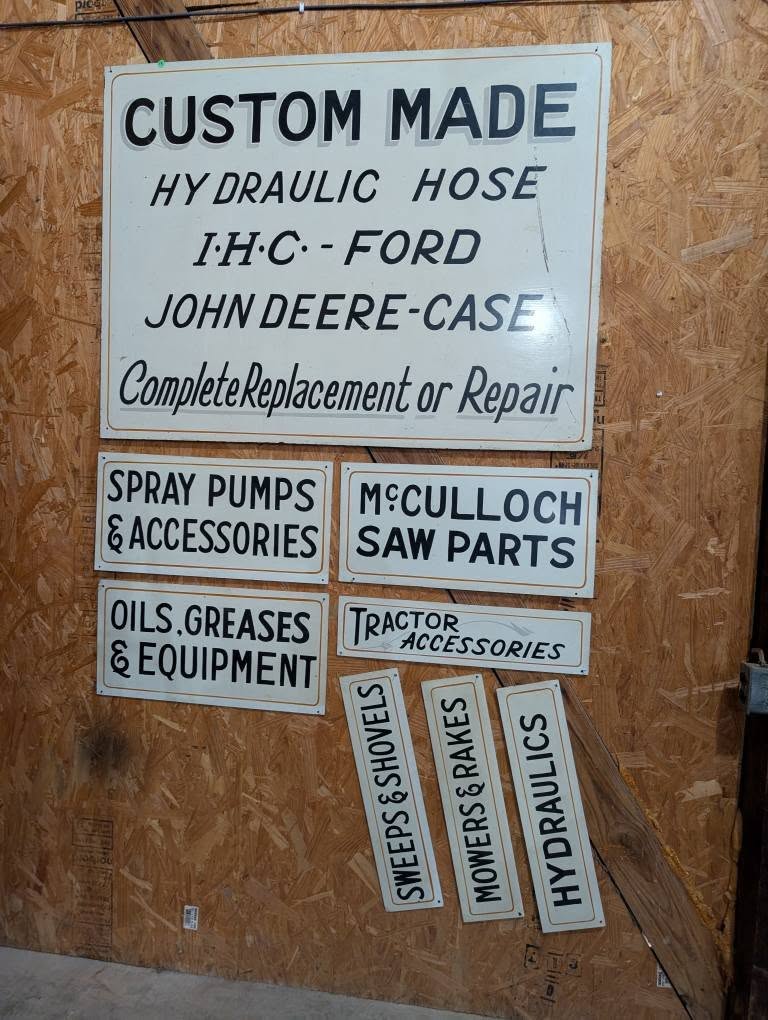 CUSTOM MADE
HYDRAULIC HOSE
I·H·C· - FORD
JOHN DEERE-CASE
Complete Replacement or Repair
SPRAY PUMPS
& ACCESSORIES
McCULLOCH
SAW PARTS
OILS, GREASES
& EQUIPMENT
TRACTOR
ACCESSORIES
SWEEPS & SHOVELS
MOWERS & RAKES
HYDRAULICS